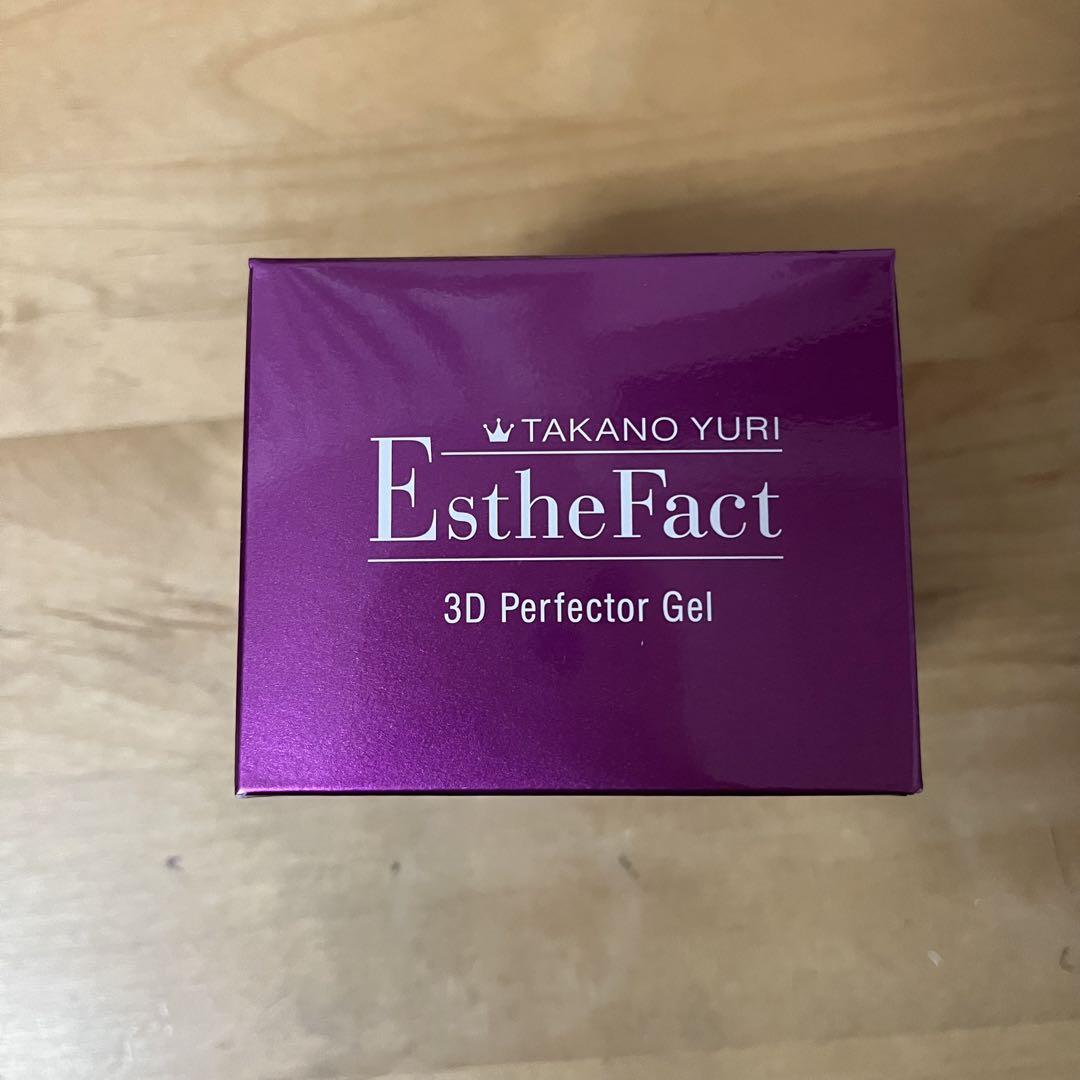 TAKANO YURI
EstheFact
3D Perfector Gel